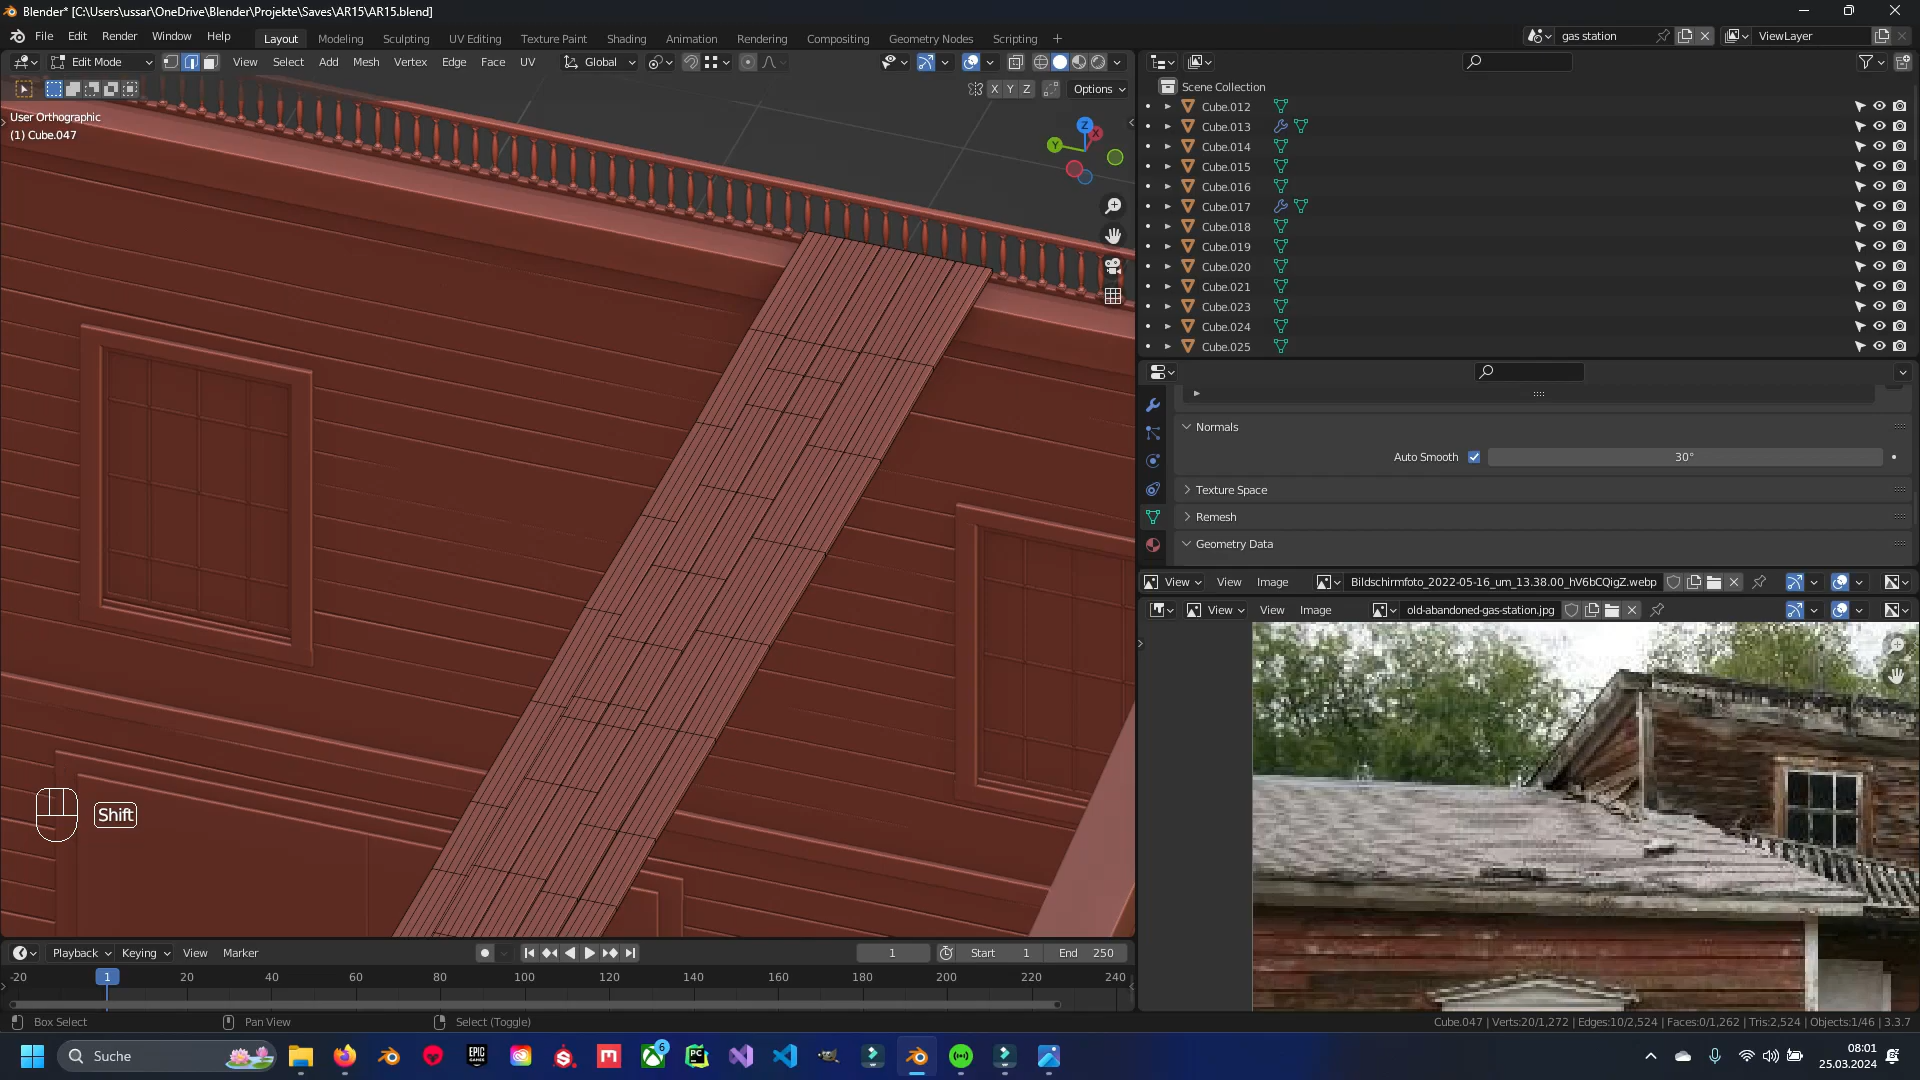 Blender* [C:\Users\ussar\OneDrive\Blender\Projekte\Saves\AR15\AR15.blend]
File Edit Render Window Help Layout Modeling Sculpting UV Editing Texture Paint Shading Animation Rendering Compositing Geometry Nodes Scripting + gas station ViewLayer
Edit Mode View Select Add Mesh Vertex Edge Face UV Global
X Y Z Options
User Orthographic
(1) Cube.047
Z
X
Y
Shift
Scene Collection
Cube.012
Cube.013
Cube.014
Cube.015
Cube.016
Cube.017
Cube.018
Cube.019
Cube.020
Cube.021
Cube.023
Cube.024
Cube.025
Normals
Auto Smooth 30°
Texture Space
Remesh
Geometry Data
View View Image Bildschirmfoto_2022-05-16_um_13.38.00_hV6bCQigZ.webp
View View Image old-abandoned-gas-station.jpg
Playback Keying View Marker 1 Start 1 End 250
-20 1 20 40 60 80 100 120 140 160 180 200 220 240
Box Select Pan View Select (Toggle) Cube.047 | Verts:20/1,272 | Edges:10/2,524 | Faces:0/1,262 | Tris:2,524 | Objects:1/46 | 3.3.7
Suche EPIC GAMES PC 6 08:01
25.03.2024